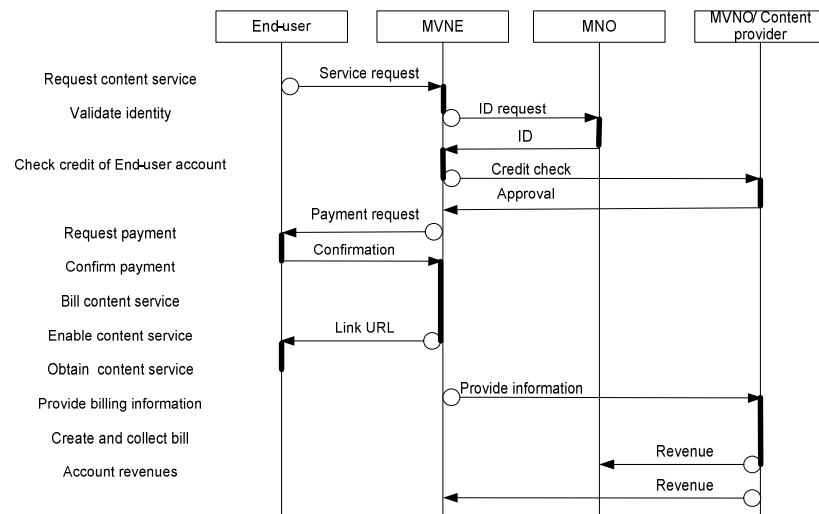 End-user
MVNE
MNO
MVNO/ Content
provider
Request content service
Service request
Validate identity
ID request
ID
Check credit of End-user account
Credit check
Approval
Payment request
Request payment
Confirmation
Confirm payment
Bill content service
Link URL
Enable content service
Obtain content service
Provide information
Provide billing information
Create and collect bill
Revenue
Account revenues
Revenue